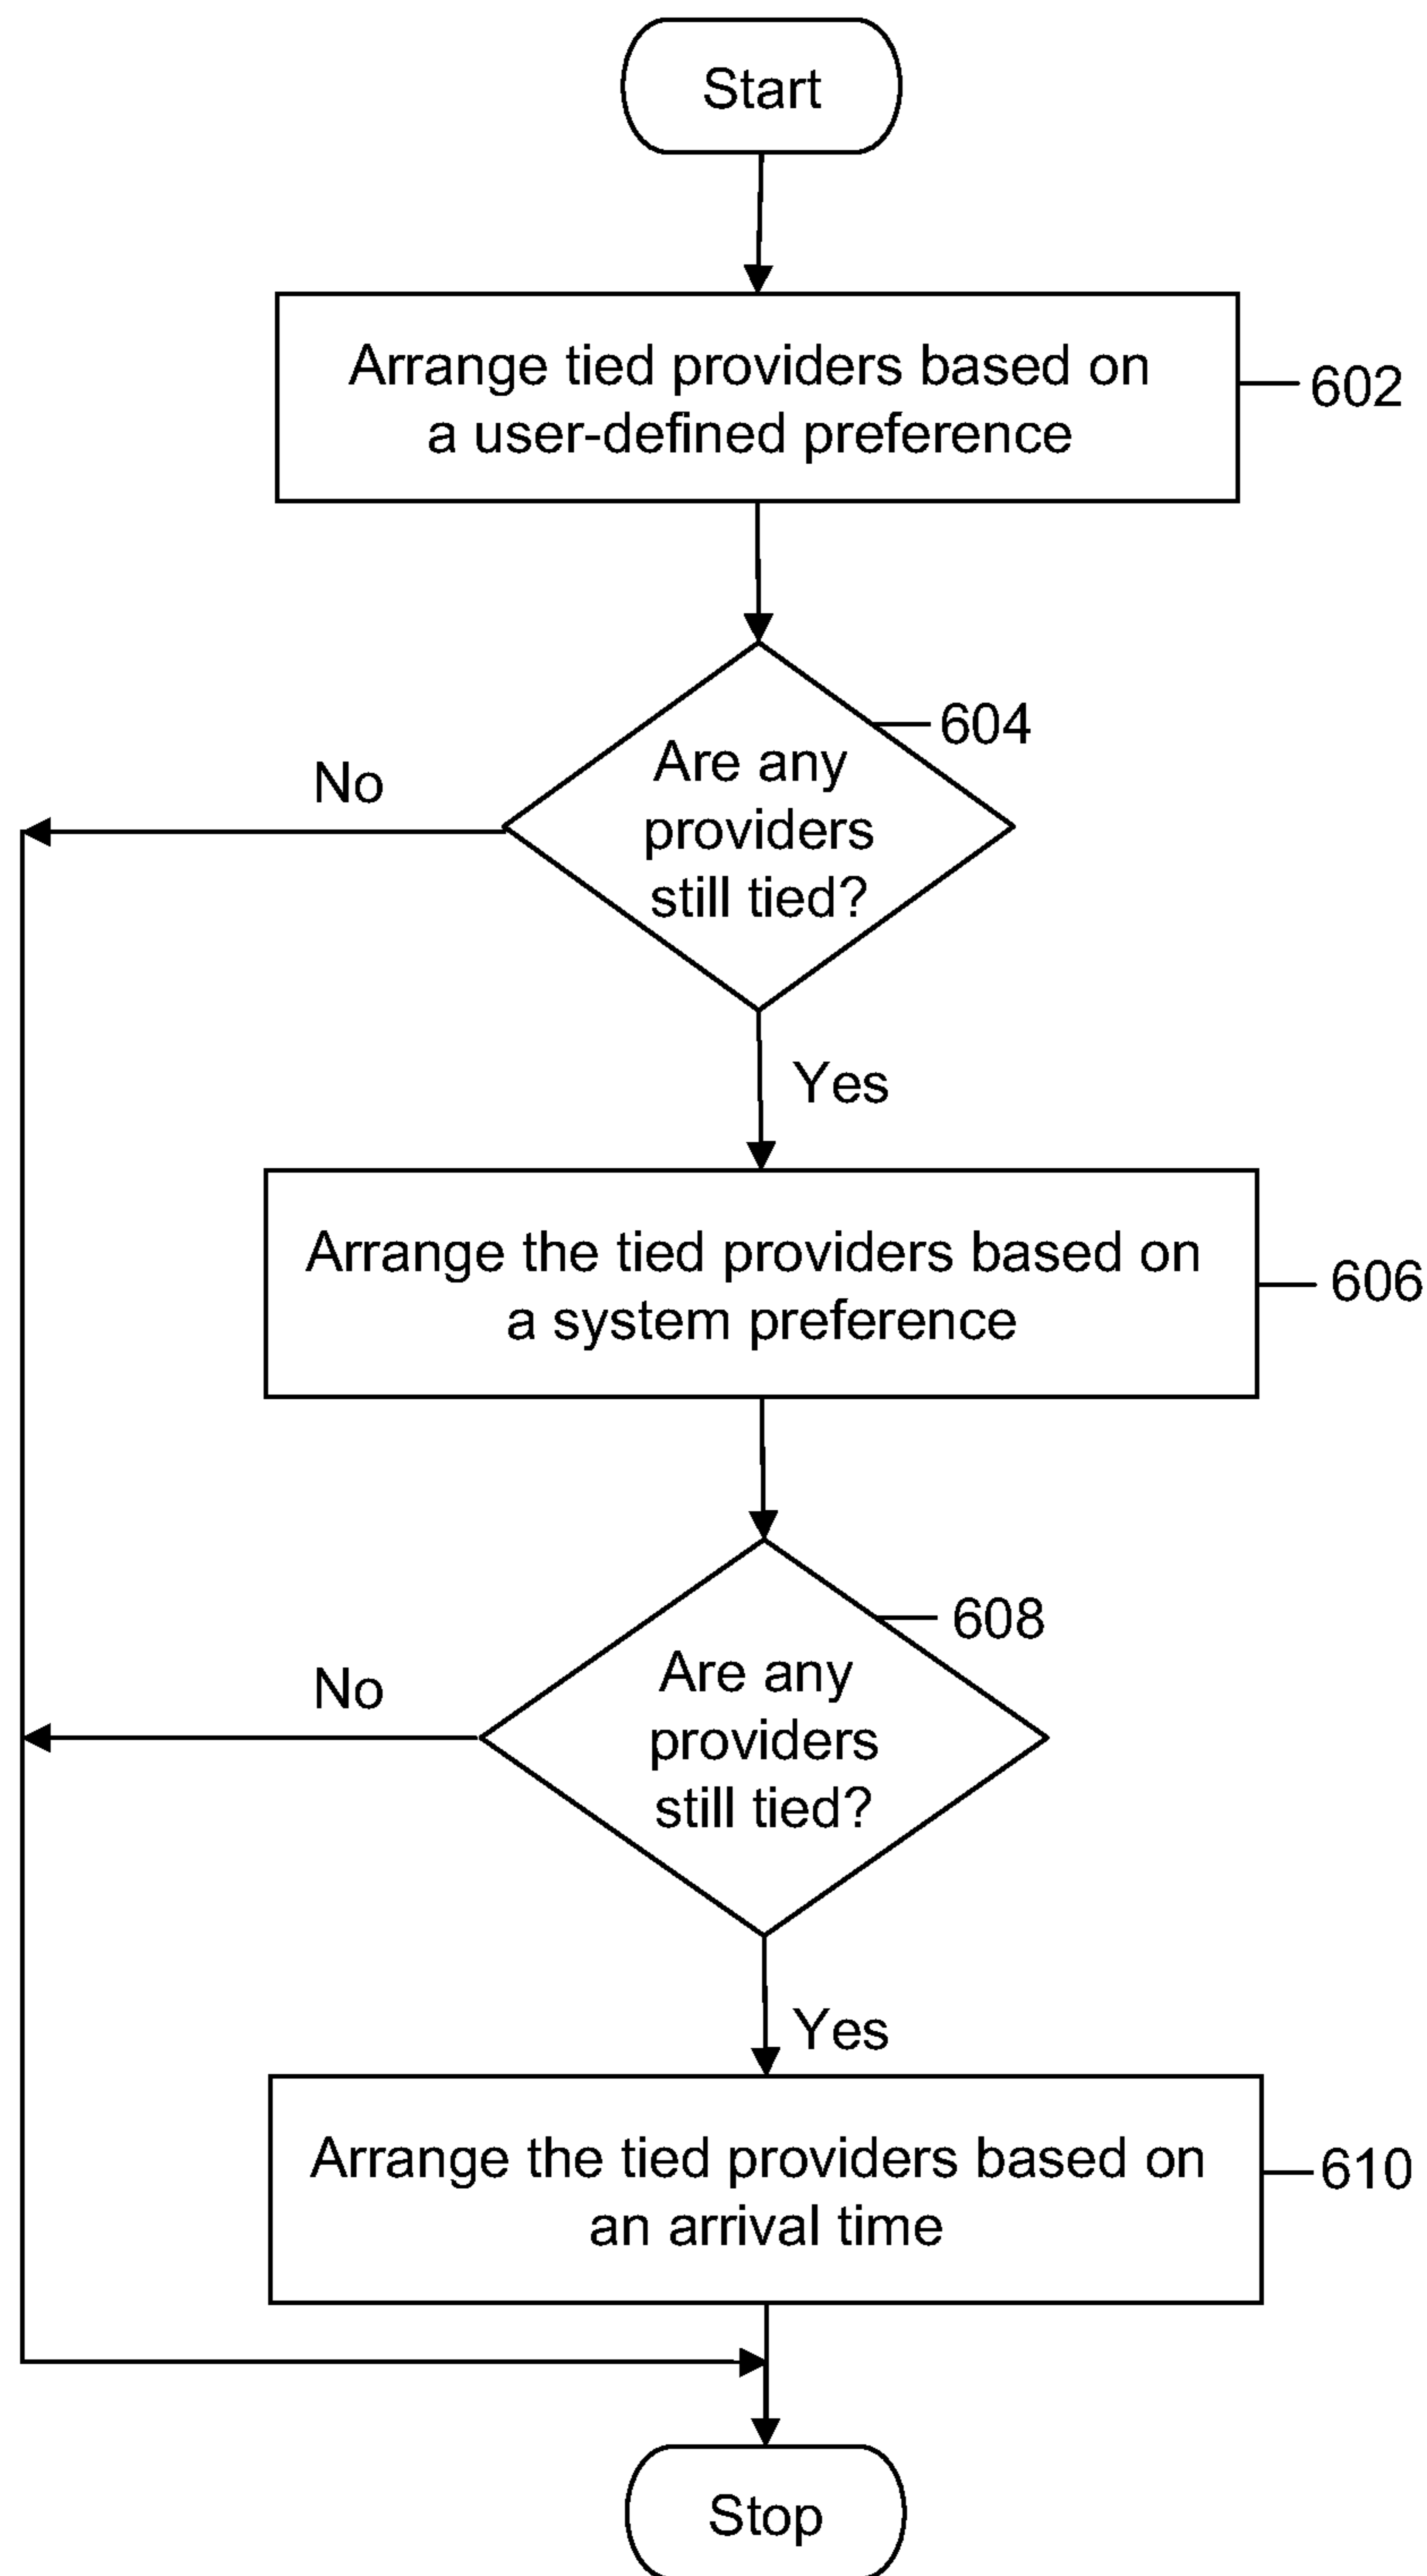 Start
Arrange tied providers based on
a user-defined preference
602
604
Are any
providers
still tied?
No
Yes
Arrange the tied providers based on
a system preference
606
608
Are any
providers
still tied?
No
Yes
Arrange the tied providers based on
an arrival time
610
Stop